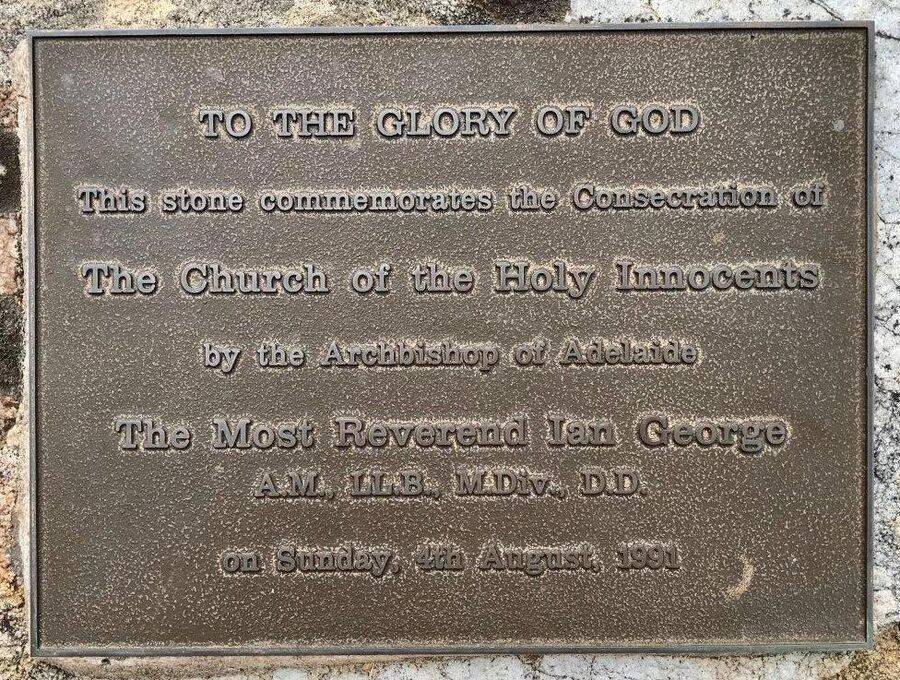 TO THE GLORY OF GOD
This stone commemorates the Consecration of
The Church of the Holy Innocents
by the Archbishop of Adelaide
The Most Reverend Ian George
A.M., LL.B., M.Div., D.D.
on Sunday, 4th August, 1991